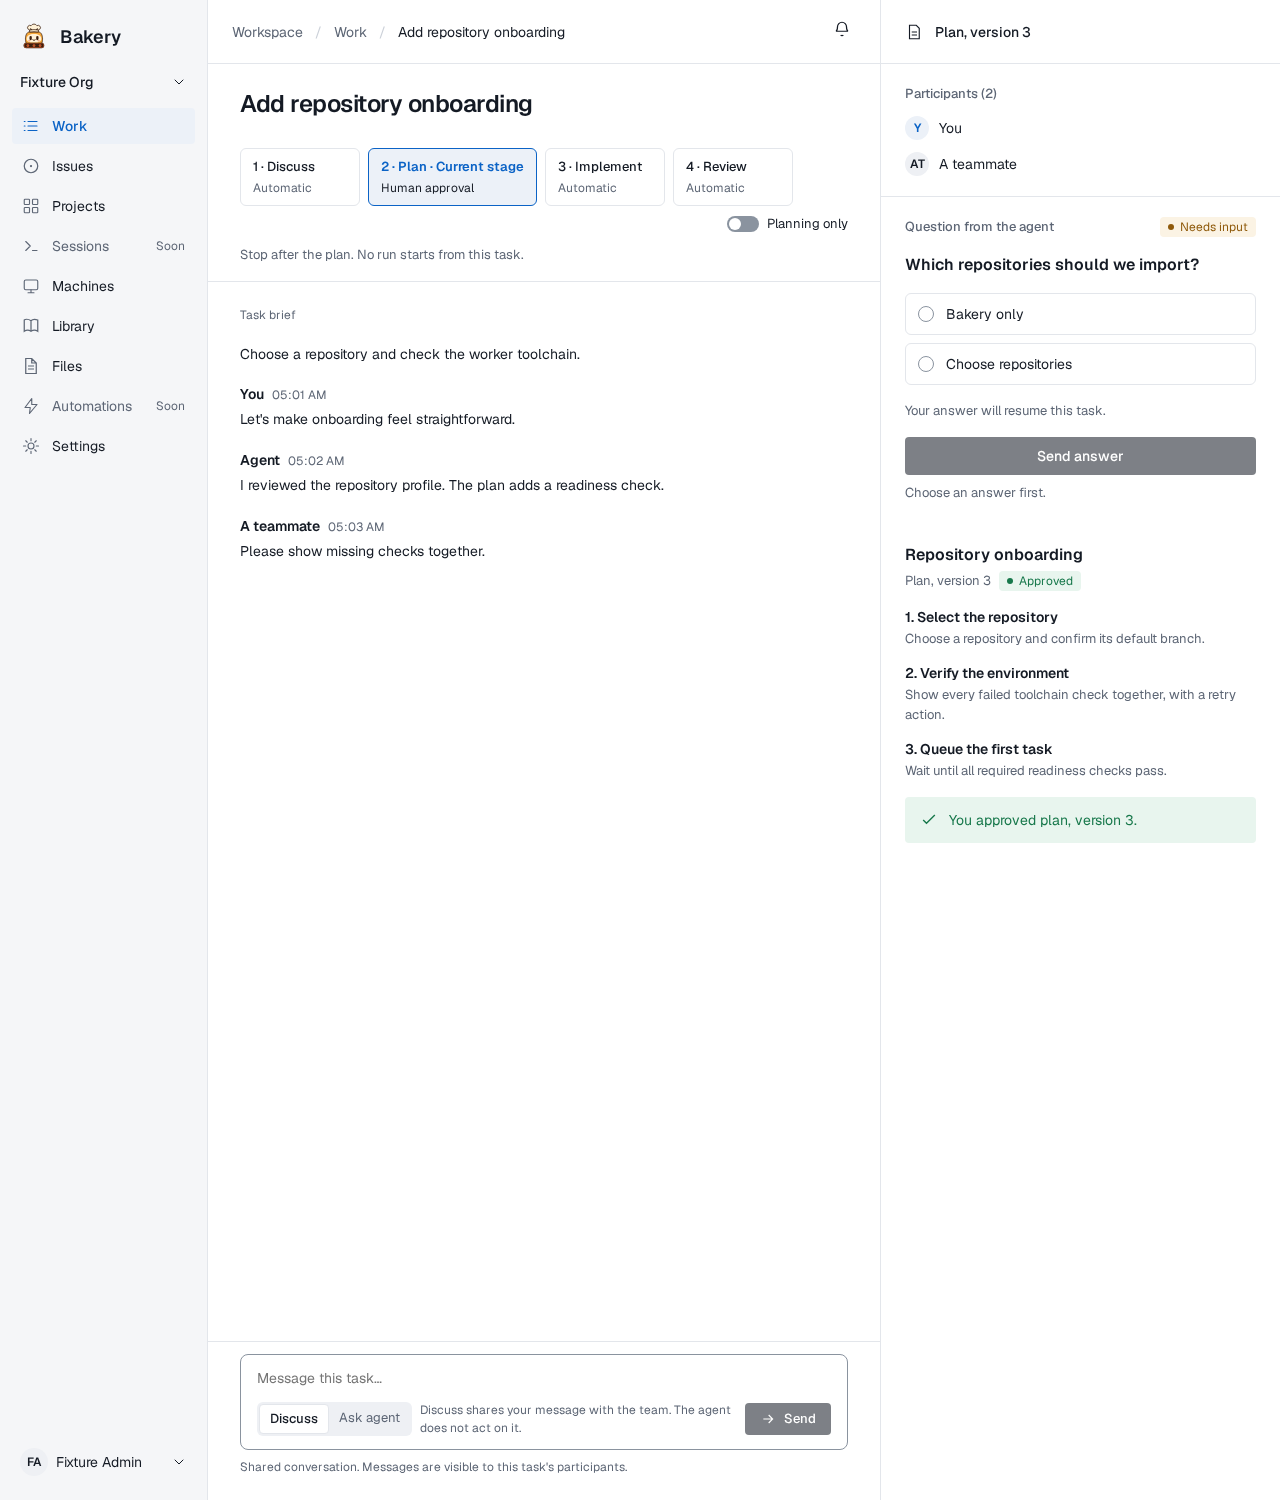 Bakery
Fixture Org
Work
Issues
Projects
Sessions Soon
Machines
Library
Files
Automations Soon
Settings
FA Fixture Admin
Workspace / Work / Add repository onboarding
Add repository onboarding
1 · Discuss
Automatic
2 · Plan · Current stage
Human approval
3 · Implement
Automatic
4 · Review
Automatic
Planning only
Stop after the plan. No run starts from this task.
Task brief
Choose a repository and check the worker toolchain.
You 05:01 AM
Let's make onboarding feel straightforward.
Agent 05:02 AM
I reviewed the repository profile. The plan adds a readiness check.
A teammate 05:03 AM
Please show missing checks together.
Message this task...
Discuss Ask agent
Discuss shares your message with the team. The agent
does not act on it.
Send
Shared conversation. Messages are visible to this task's participants.
Plan, version 3
Participants (2)
Y You
AT A teammate
Question from the agent Needs input
Which repositories should we import?
Bakery only
Choose repositories
Your answer will resume this task.
Send answer
Choose an answer first.
Repository onboarding
Plan, version 3 Approved
1. Select the repository
Choose a repository and confirm its default branch.
2. Verify the environment
Show every failed toolchain check together, with a retry
action.
3. Queue the first task
Wait until all required readiness checks pass.
You approved plan, version 3.